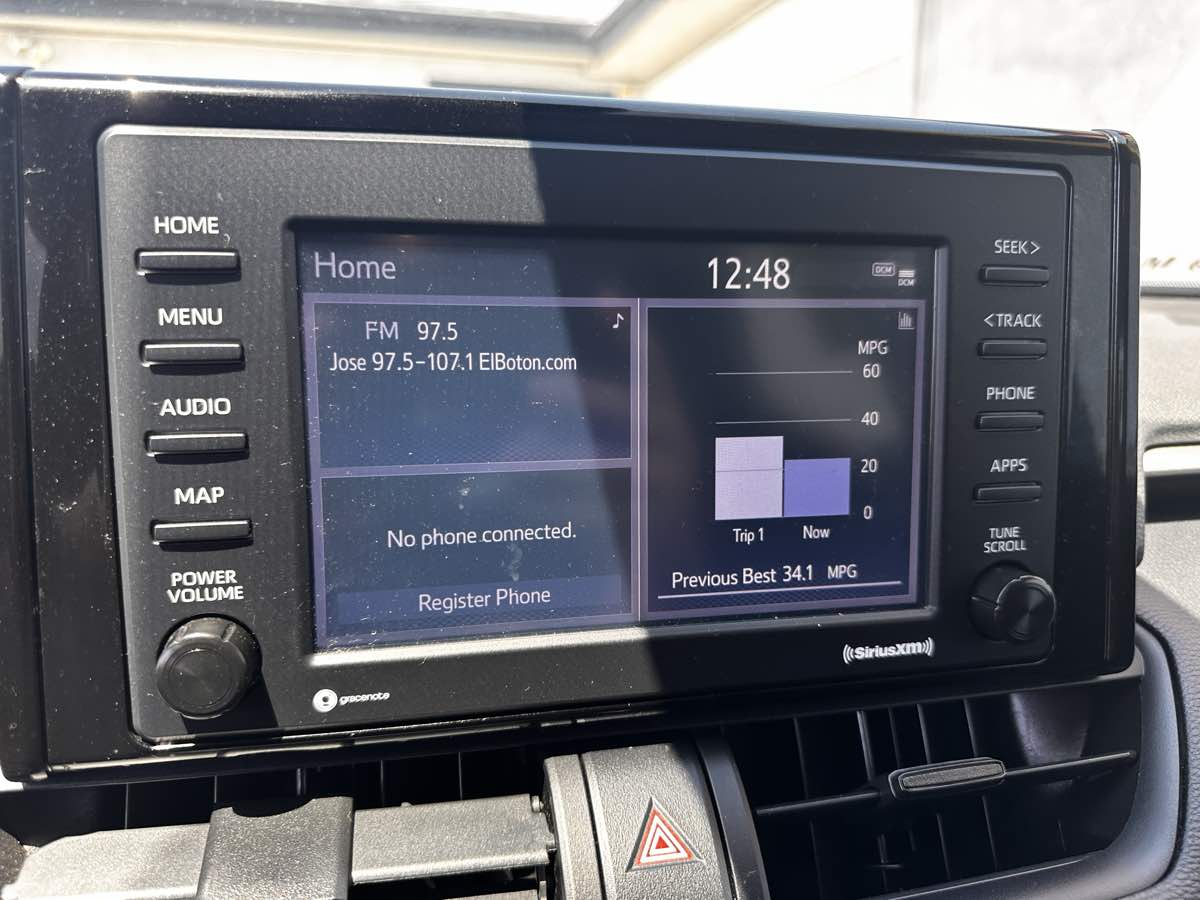 HOME
MENU
AUDIO
MAP
POWER
VOLUME
Home
12:48
DCM
DCM
FM 97.5
Jose 97.5-107.1 ElBoton.com
No phone connected.
Register Phone
MPG
60
40
20
0
Trip 1
Now
Previous Best 34.1 MPG
SEEK>
<TRACK
PHONE
APPS
TUNE
SCROLL
gracenote
((SiriusXM))